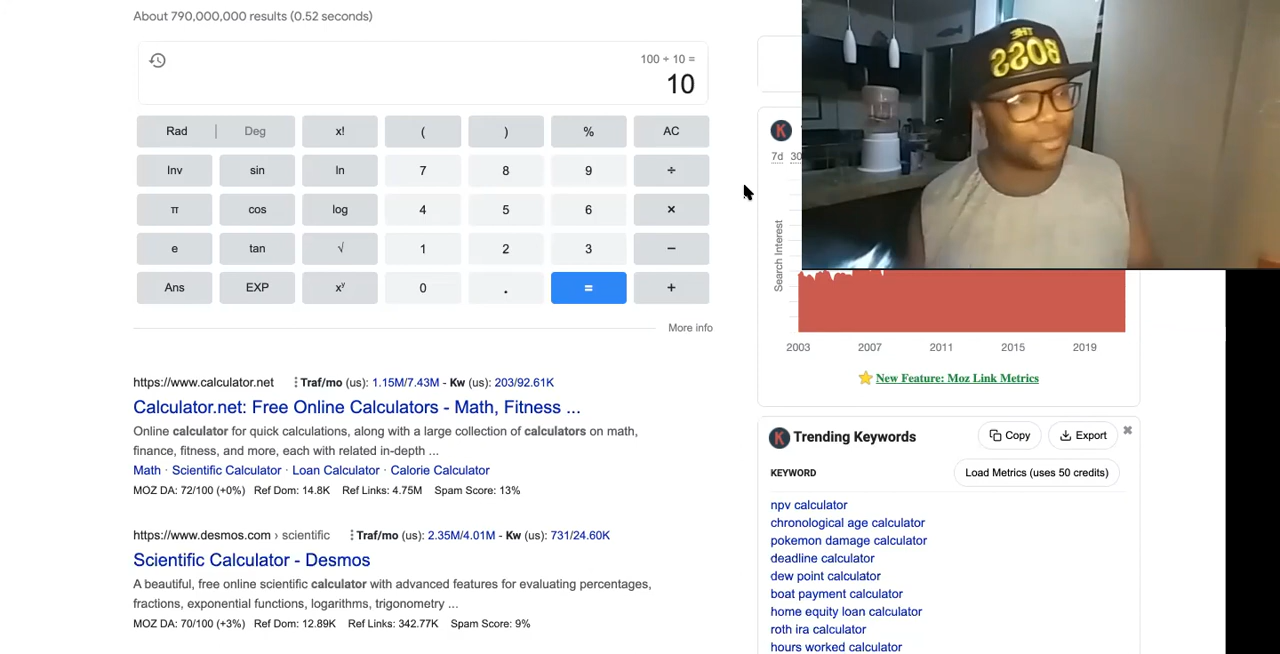 About 790,000,000 results (0.52 seconds)
100 ÷ 10 =
10
Rad | Deg x! ( ) % AC
Inv sin ln 7 8 9 ÷
π cos log 4 5 6 ×
e tan √ 1 2 3 −
Ans EXP xʸ 0 . = +
More info
https://www.calculator.net Traf/mo (us): 1.15M/7.43M - Kw (us): 203/92.61K
Calculator.net: Free Online Calculators - Math, Fitness ...
Online calculator for quick calculations, along with a large collection of calculators on math,
finance, fitness, and more, each with related in-depth ...
Math · Scientific Calculator · Loan Calculator · Calorie Calculator
MOZ DA: 72/100 (+0%) Ref Dom: 14.8K Ref Links: 4.75M Spam Score: 13%
https://www.desmos.com › scientific Traf/mo (us): 2.35M/4.01M - Kw (us): 731/24.60K
Scientific Calculator - Desmos
A beautiful, free online scientific calculator with advanced features for evaluating percentages,
fractions, exponential functions, logarithms, trigonometry ...
MOZ DA: 70/100 (+3%) Ref Dom: 12.89K Ref Links: 342.77K Spam Score: 9%
THE
BOSS
K
7d 30
Search Interest
2003 2007 2011 2015 2019
New Feature: Moz Link Metrics
K Trending Keywords Copy Export
KEYWORD Load Metrics (uses 50 credits)
npv calculator
chronological age calculator
pokemon damage calculator
deadline calculator
dew point calculator
boat payment calculator
home equity loan calculator
roth ira calculator
hours worked calculator